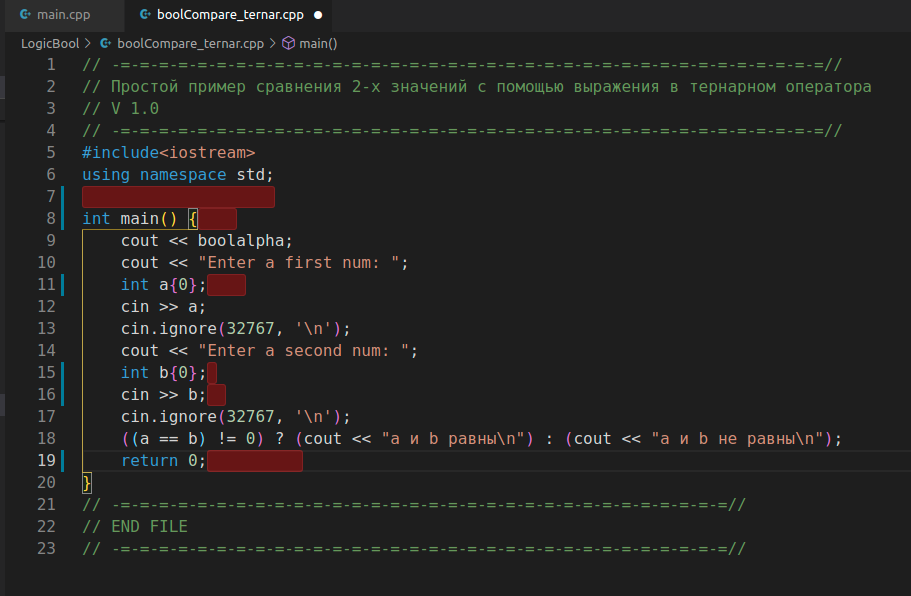 main.cpp boolCompare_ternar.cpp
LogicBool > boolCompare_ternar.cpp > main()
1 // -=-=-=-=-=-=-=-=-=-=-=-=-=-=-=-=-=-=-=-=-=-=-=-=-=-=-=-=-=-=-=-=-=-=-=-=-=//
2 // Простой пример сравнения 2-х значений с помощью выражения в тернарном оператора
3 // V 1.0
4 // -=-=-=-=-=-=-=-=-=-=-=-=-=-=-=-=-=-=-=-=-=-=-=-=-=-=-=-=-=-=-=-=-=-=-=-=-=//
5 #include<iostream>
6 using namespace std;
7
8 int main() {
9 cout << boolalpha;
10 cout << "Enter a first num: ";
11 int a{0};
12 cin >> a;
13 cin.ignore(32767, '\n');
14 cout << "Enter a second num: ";
15 int b{0};
16 cin >> b;
17 cin.ignore(32767, '\n');
18 ((a == b) != 0) ? (cout << "a и b равны\n") : (cout << "a и b не равны\n");
19 return 0;
20 }
21 // -=-=-=-=-=-=-=-=-=-=-=-=-=-=-=-=-=-=-=-=-=-=-=-=-=-=-=-=-=-=-=-=//
22 // END FILE
23 // -=-=-=-=-=-=-=-=-=-=-=-=-=-=-=-=-=-=-=-=-=-=-=-=-=-=-=-=-=-=-=-=//